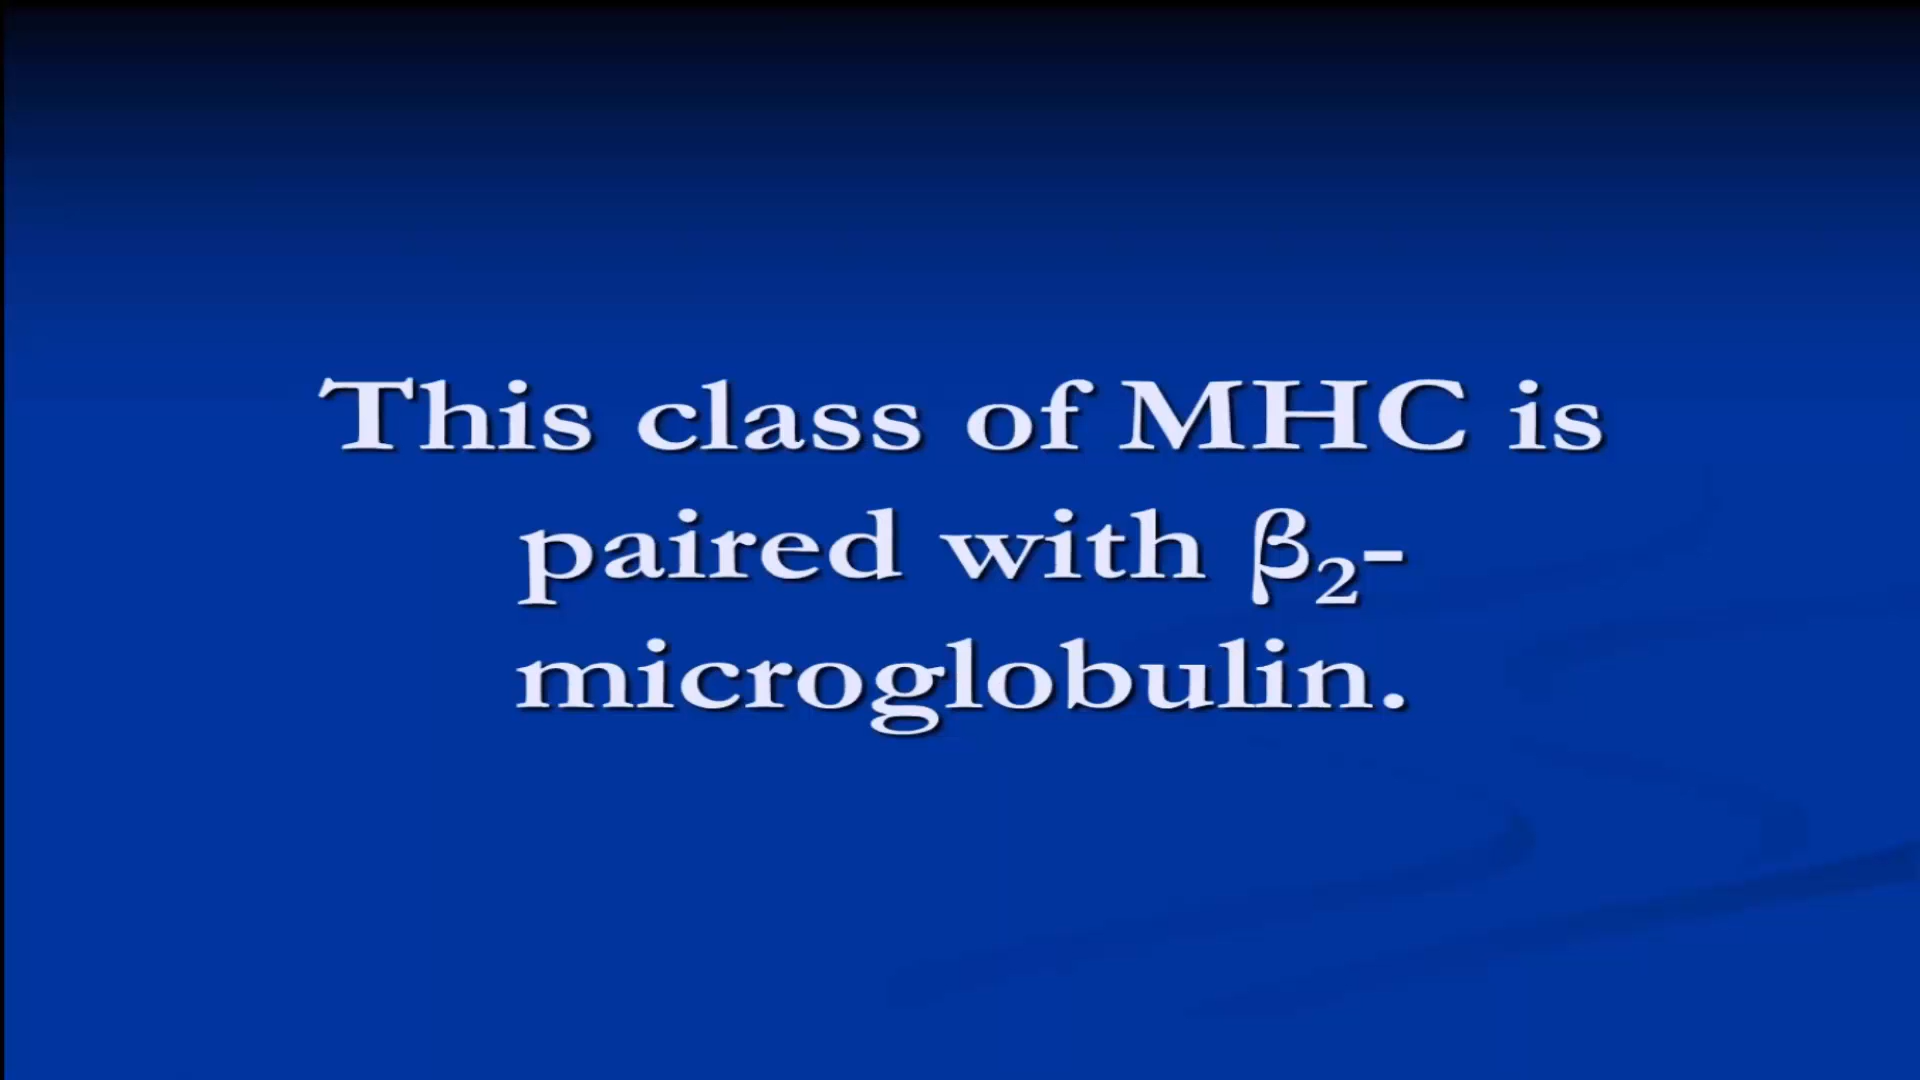 This class of MHC is
paired with β₂-
microglobulin.